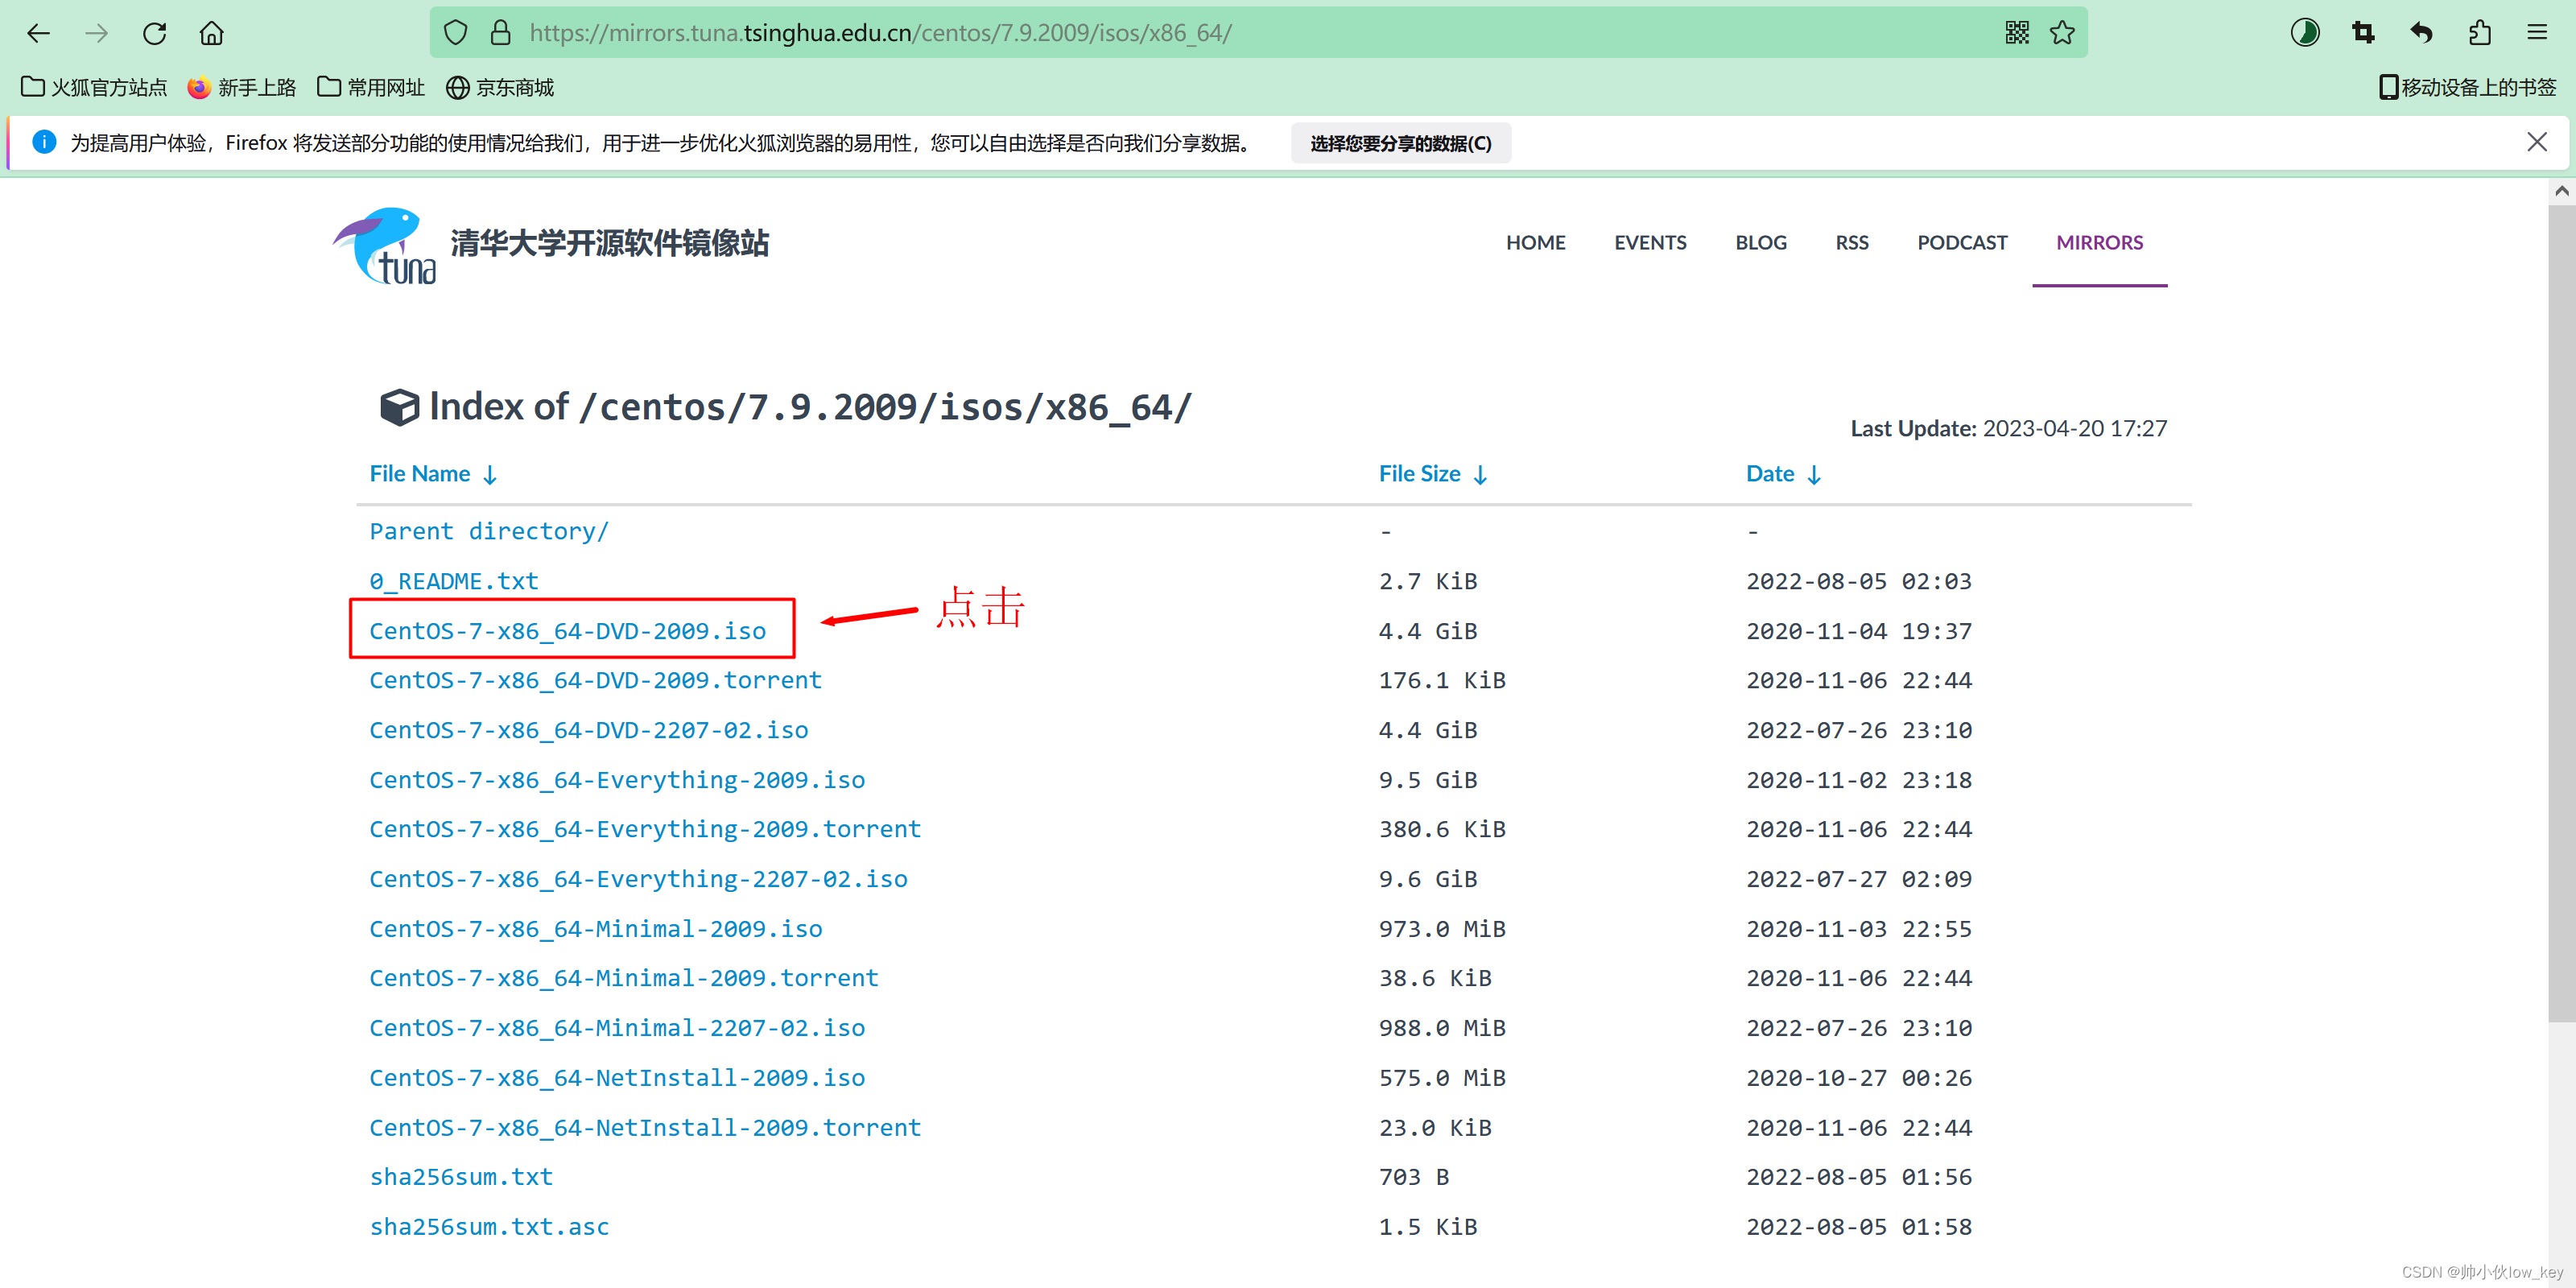 https://mirrors.tuna.tsinghua.edu.cn/centos/7.9.2009/isos/x86_64/
火狐官方站点 新手上路 常用网址 京东商城 移动设备上的书签
为提高用户体验，Firefox 将发送部分功能的使用情况给我们，用于进一步优化火狐浏览器的易用性，您可以自由选择是否向我们分享数据。 选择您要分享的数据(C)
tuna 清华大学开源软件镜像站 HOME EVENTS BLOG RSS PODCAST MIRRORS
Index of /centos/7.9.2009/isos/x86_64/
Last Update: 2023-04-20 17:27
File Name ↓ File Size ↓ Date ↓
Parent directory/ - -
0_README.txt 2.7 KiB 2022-08-05 02:03
点击
CentOS-7-x86_64-DVD-2009.iso 4.4 GiB 2020-11-04 19:37
CentOS-7-x86_64-DVD-2009.torrent 176.1 KiB 2020-11-06 22:44
CentOS-7-x86_64-DVD-2207-02.iso 4.4 GiB 2022-07-26 23:10
CentOS-7-x86_64-Everything-2009.iso 9.5 GiB 2020-11-02 23:18
CentOS-7-x86_64-Everything-2009.torrent 380.6 KiB 2020-11-06 22:44
CentOS-7-x86_64-Everything-2207-02.iso 9.6 GiB 2022-07-27 02:09
CentOS-7-x86_64-Minimal-2009.iso 973.0 MiB 2020-11-03 22:55
CentOS-7-x86_64-Minimal-2009.torrent 38.6 KiB 2020-11-06 22:44
CentOS-7-x86_64-Minimal-2207-02.iso 988.0 MiB 2022-07-26 23:10
CentOS-7-x86_64-NetInstall-2009.iso 575.0 MiB 2020-10-27 00:26
CentOS-7-x86_64-NetInstall-2009.torrent 23.0 KiB 2020-11-06 22:44
sha256sum.txt 703 B 2022-08-05 01:56
sha256sum.txt.asc 1.5 KiB 2022-08-05 01:58
CSDN @帅小伙low_key